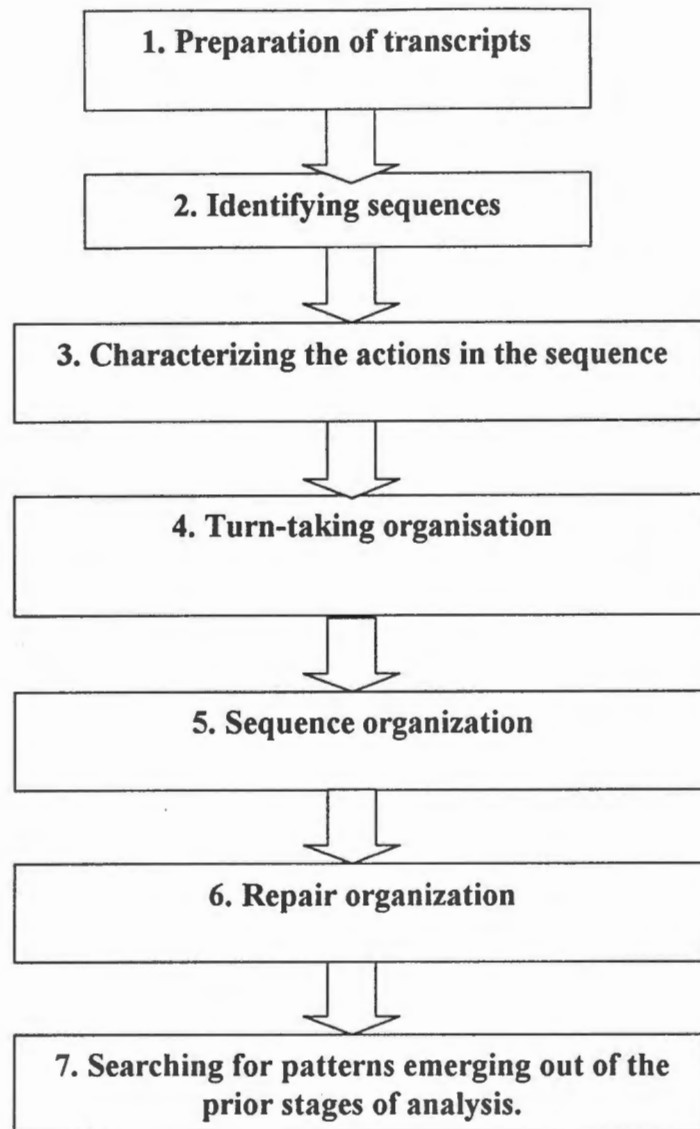 1. Preparation of transcripts
2. Identifying sequences
3. Characterizing the actions in the sequence
4. Turn-taking organisation
5. Sequence organization
6. Repair organization
7. Searching for patterns emerging out of the
prior stages of analysis.